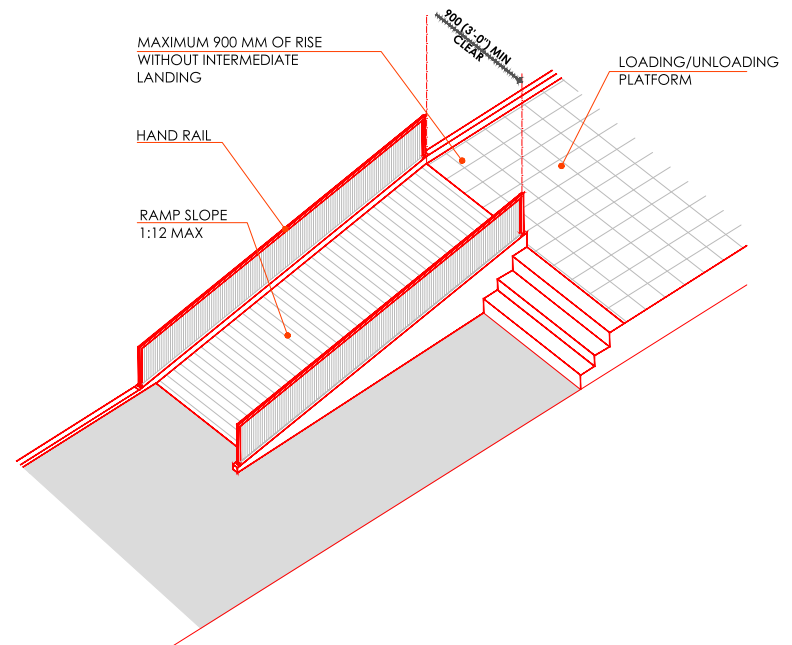 900 (3'-0") MIN
CLEAR
MAXIMUM 900 MM OF RISE
WITHOUT INTERMEDIATE
LANDING
LOADING/UNLOADING
PLATFORM
HAND RAIL
RAMP SLOPE
1:12 MAX